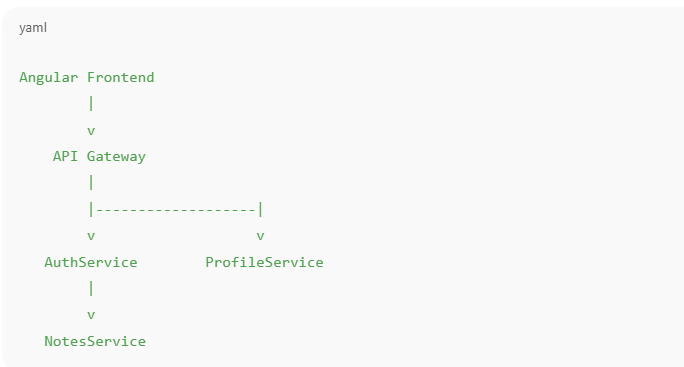 yaml
Angular Frontend
        |
        v
    API Gateway
        |
        |-------------------|
        v                   v
   AuthService        ProfileService
        |
        v
   NotesService